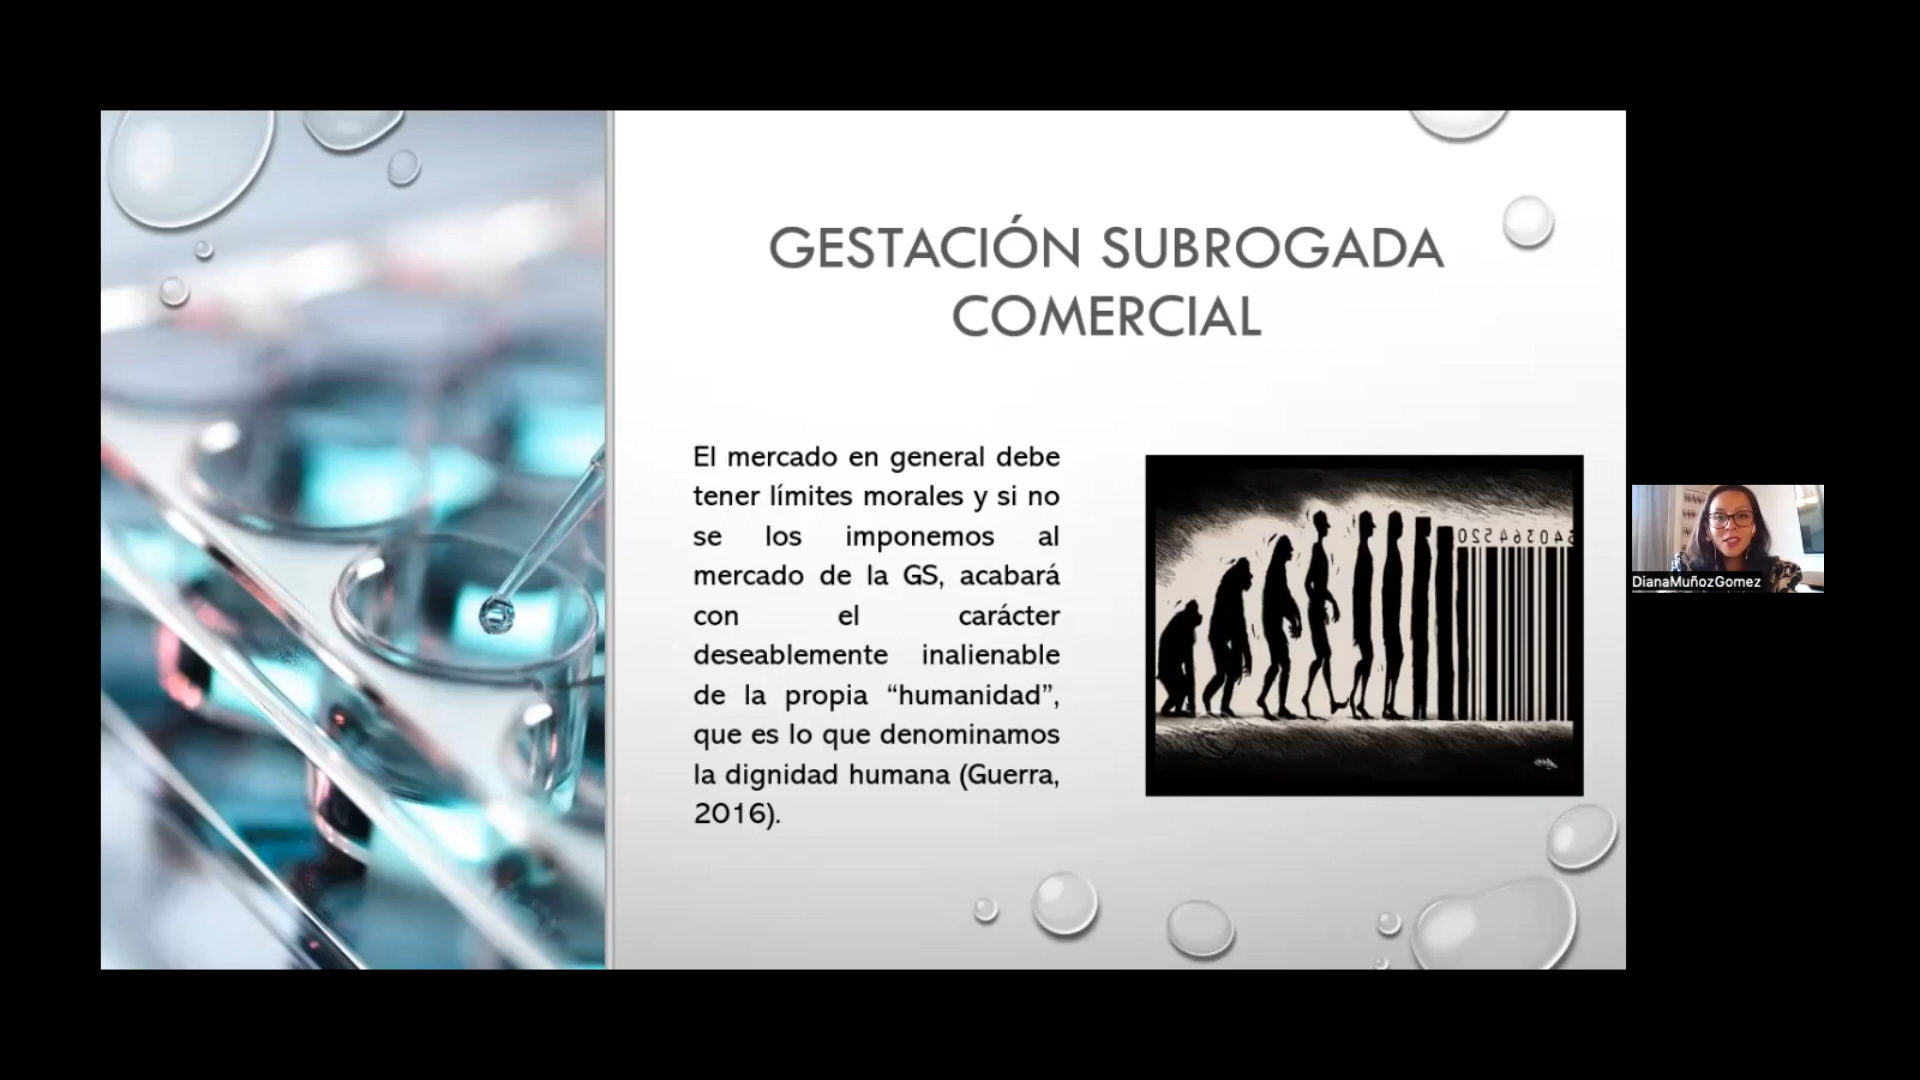 GESTACIÓN SUBROGADA
COMERCIAL
El mercado en general debe
tener límites morales y si no
se los imponemos al
mercado de la GS, acabará
con el carácter
deseablemente inalienable
de la propia “humanidad”,
que es lo que denominamos
la dignidad humana (Guerra,
2016).
DianaMuñozGomez